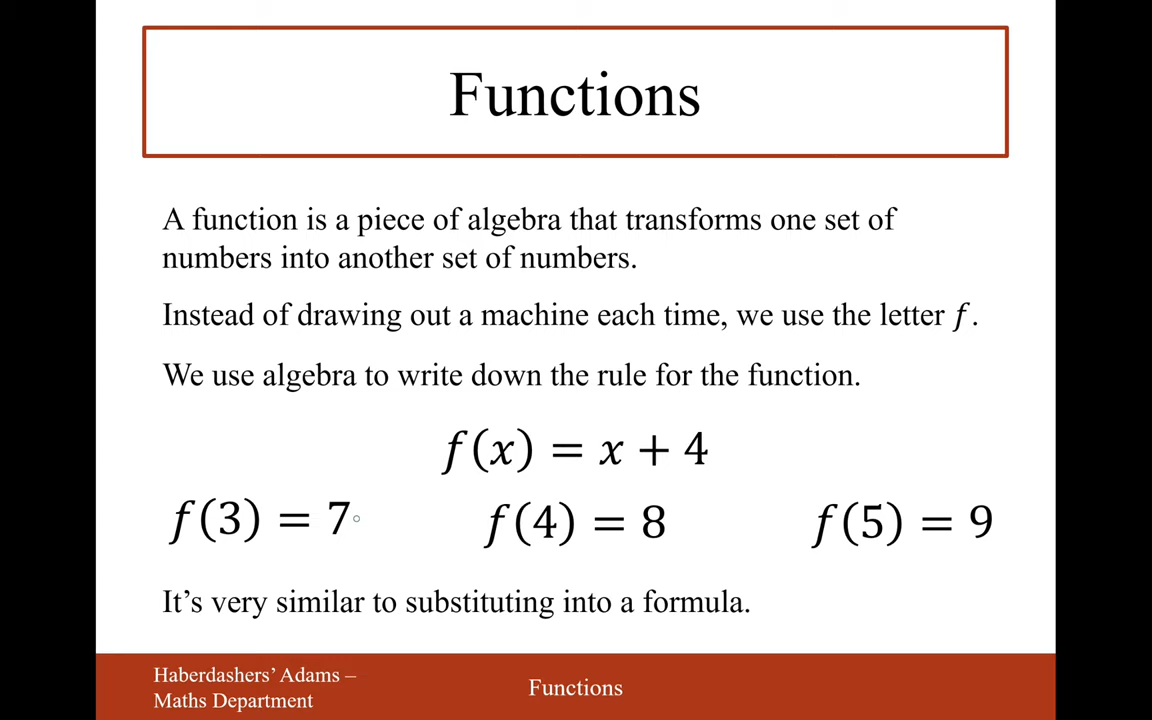 Functions
A function is a piece of algebra that transforms one set of
numbers into another set of numbers.
Instead of drawing out a machine each time, we use the letter f.
We use algebra to write down the rule for the function.
f(x) = x + 4
f(3) = 7 f(4) = 8 f(5) = 9
It’s very similar to substituting into a formula.
Haberdashers’ Adams –
Maths Department
Functions